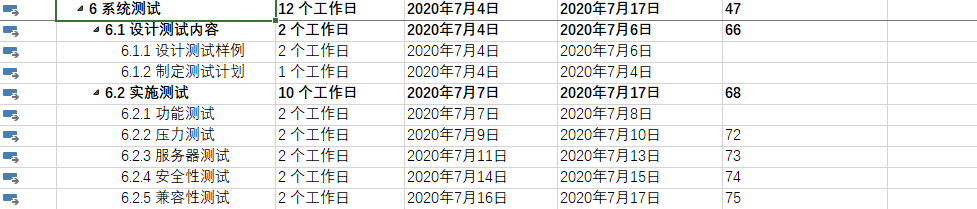 6 系统测试 12 个工作日 2020年7月4日 2020年7月17日 47
6.1 设计测试内容 2 个工作日 2020年7月4日 2020年7月6日 66
6.1.1 设计测试样例 2 个工作日 2020年7月4日 2020年7月6日
6.1.2 制定测试计划 1 个工作日 2020年7月4日 2020年7月4日
6.2 实施测试 10 个工作日 2020年7月7日 2020年7月17日 68
6.2.1 功能测试 2 个工作日 2020年7月7日 2020年7月8日
6.2.2 压力测试 2 个工作日 2020年7月9日 2020年7月10日 72
6.2.3 服务器测试 2 个工作日 2020年7月11日 2020年7月13日 73
6.2.4 安全性测试 2 个工作日 2020年7月14日 2020年7月15日 74
6.2.5 兼容性测试 2 个工作日 2020年7月16日 2020年7月17日 75